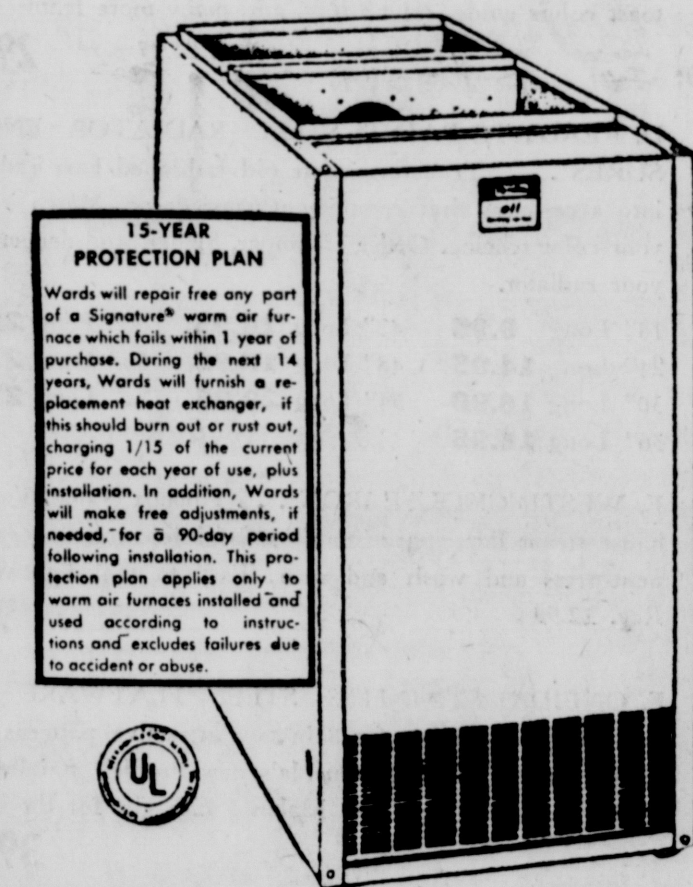 15-YEAR
PROTECTION PLAN
Wards will repair free any part
of a Signature® warm air fur-
nace which fails within 1 year of
purchase. During the next 14
years, Wards will furnish a re-
placement heat exchanger, if
this should burn out or rust out,
charging 1/15 of the current
price for each year of use, plus
installation. In addition, Wards
will make free adjustments, if
needed, for a 90-day period
following installation. This pro-
tection plan applies only to
warm air furnaces installed and
used according to instruc-
tions and excludes failures due
to accident or abuse.
UL